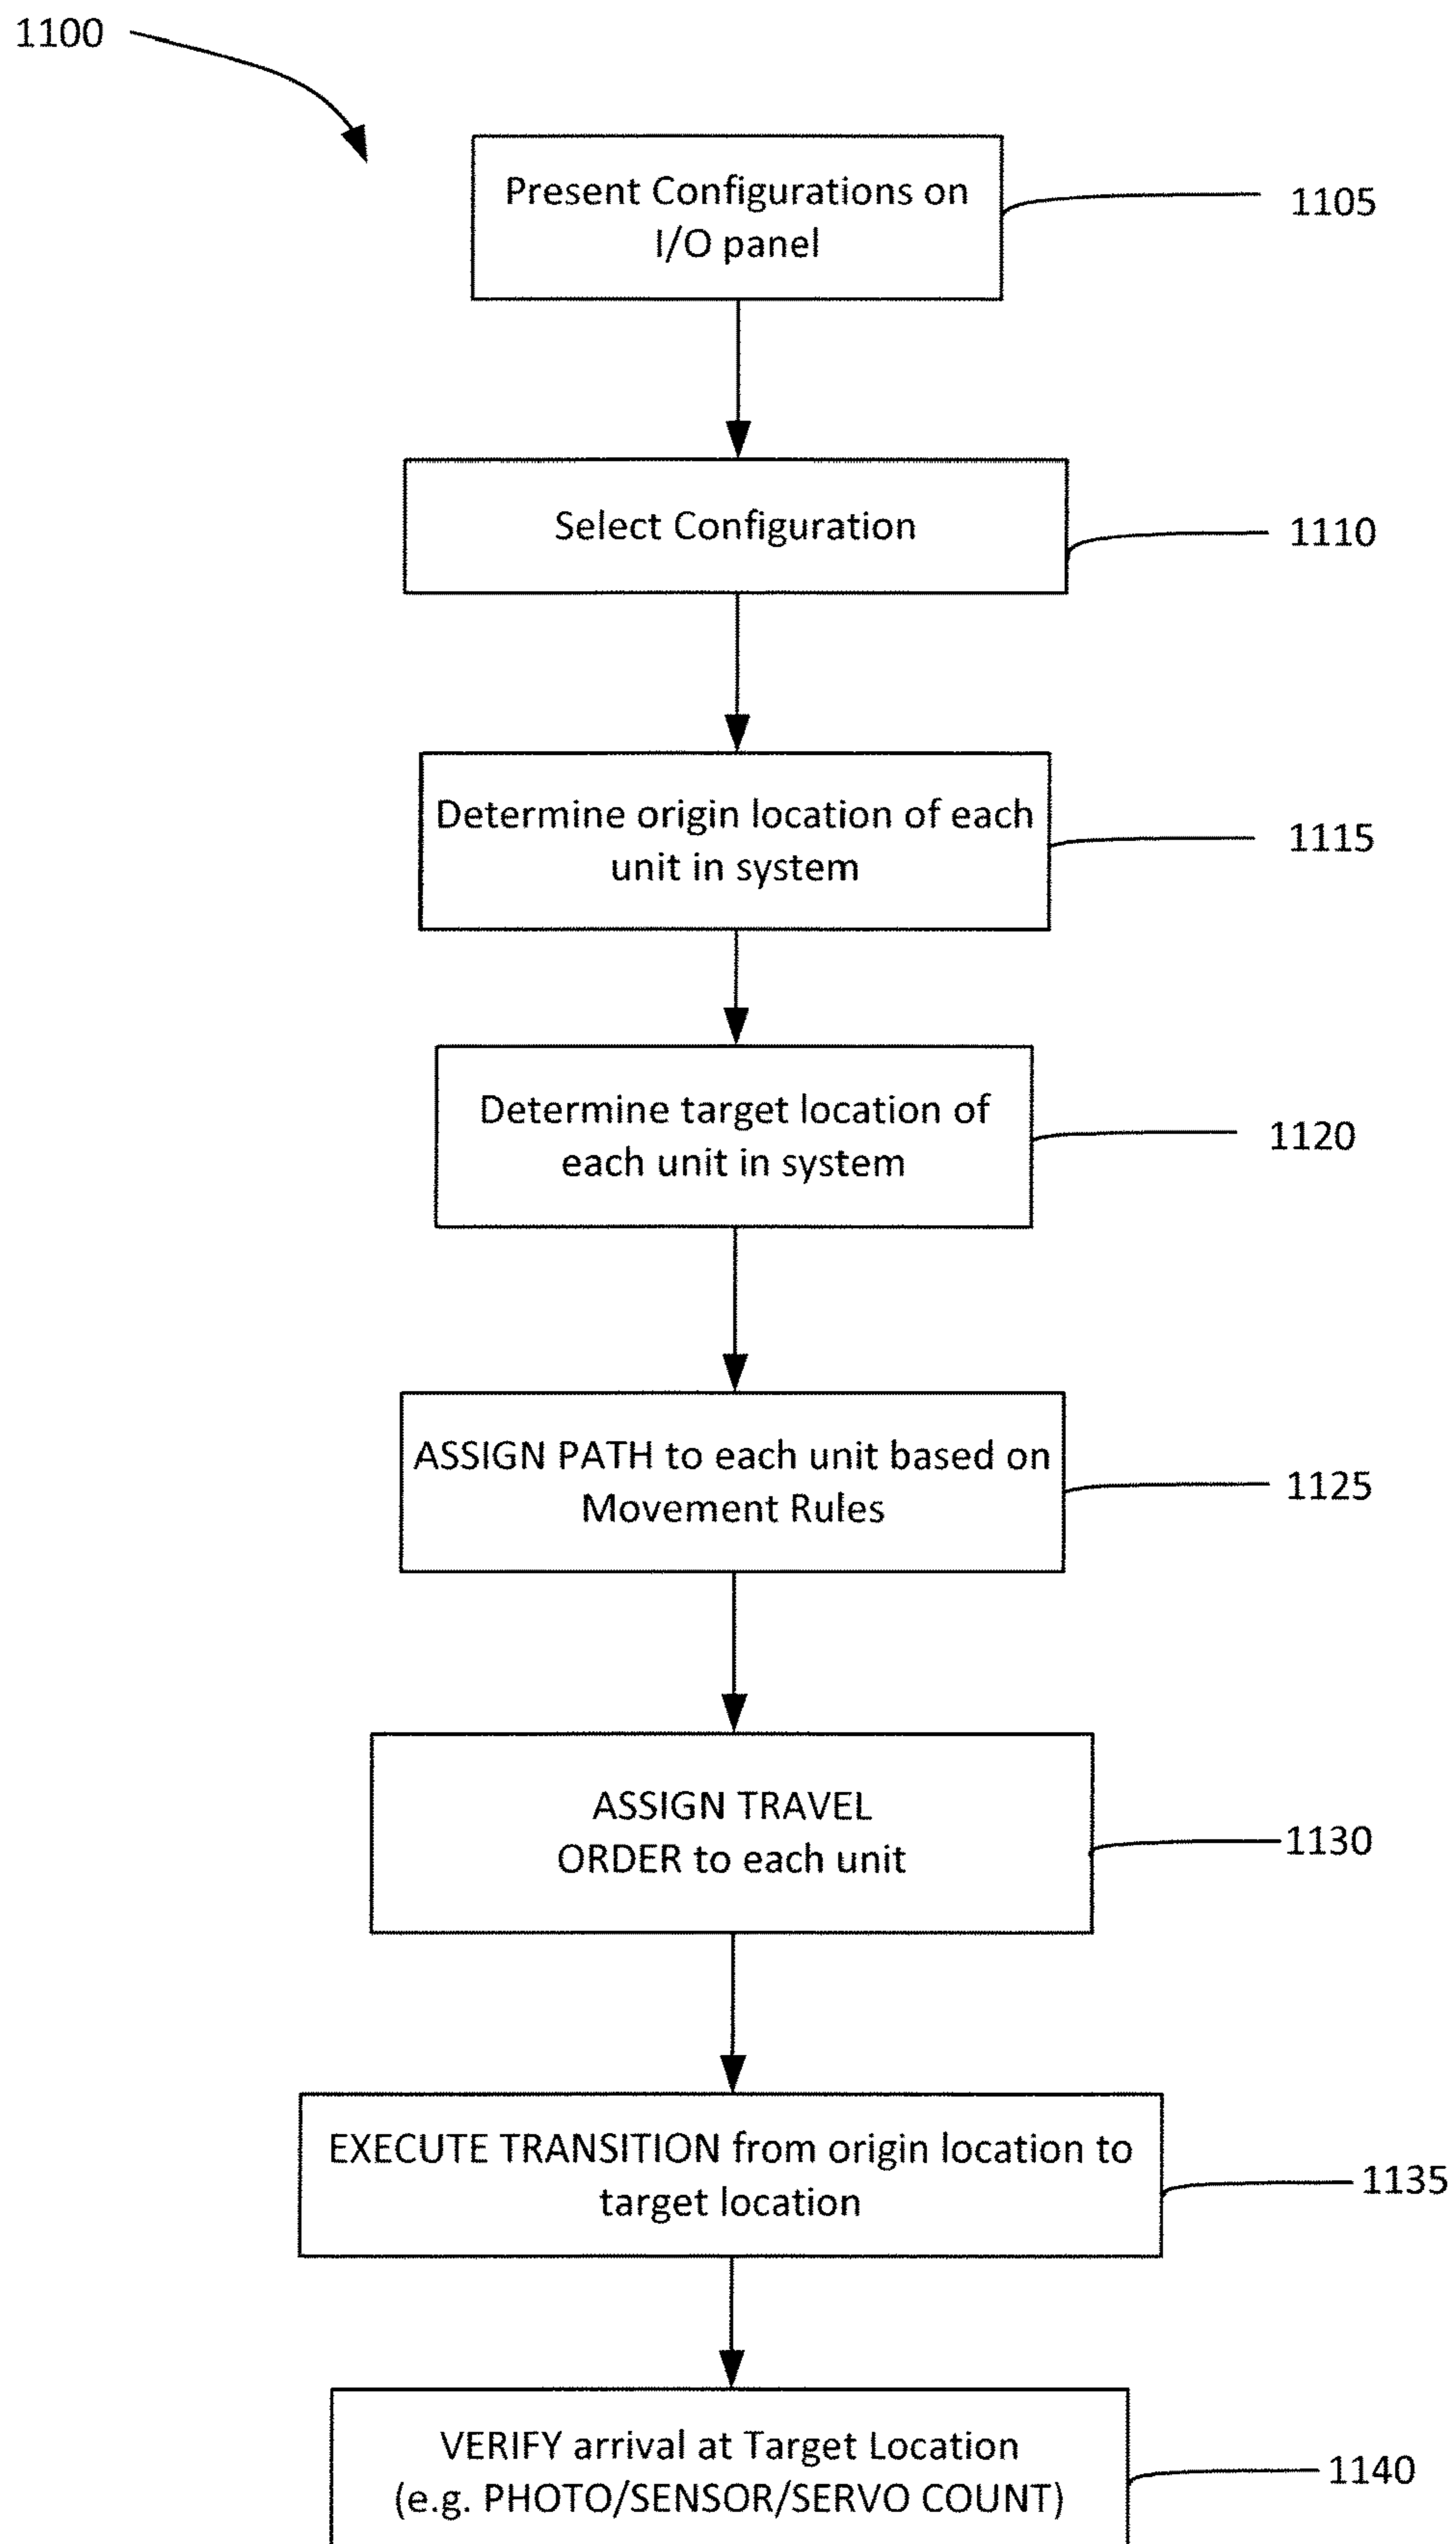 1100
Present Configurations on
I/O panel
1105
Select Configuration
1110
Determine origin location of each
unit in system
1115
Determine target location of
each unit in system
1120
ASSIGN PATH to each unit based on
Movement Rules
1125
ASSIGN TRAVEL
ORDER to each unit
1130
EXECUTE TRANSITION from origin location to
target location
1135
VERIFY arrival at Target Location
(e.g. PHOTO/SENSOR/SERVO COUNT)
1140